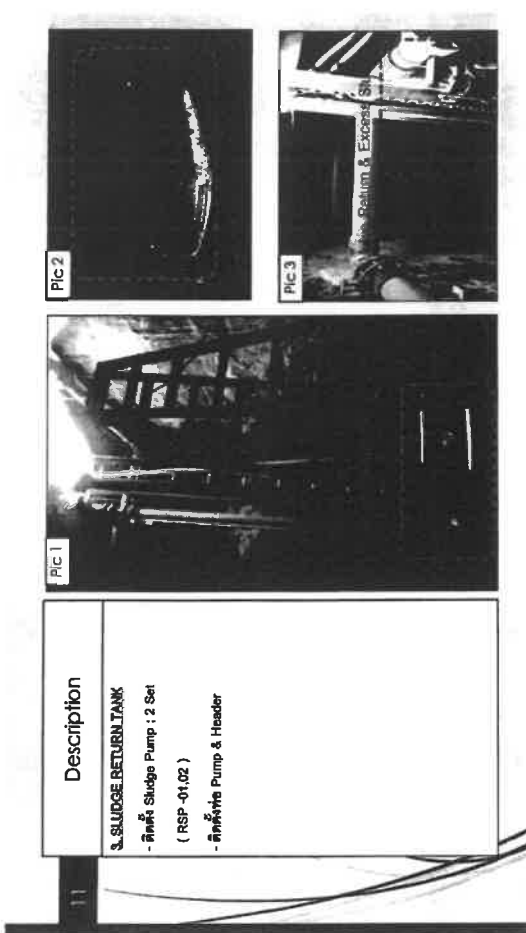 11
Description
3. SLUDGE RETURN TANK
- ติดตั้ง Sludge Pump : 2 Set
( RSP -01,02 )
- ติดตั้งท่อ Pump & Header
Pic 1
Pic 2
Pic 3
Return & Excess